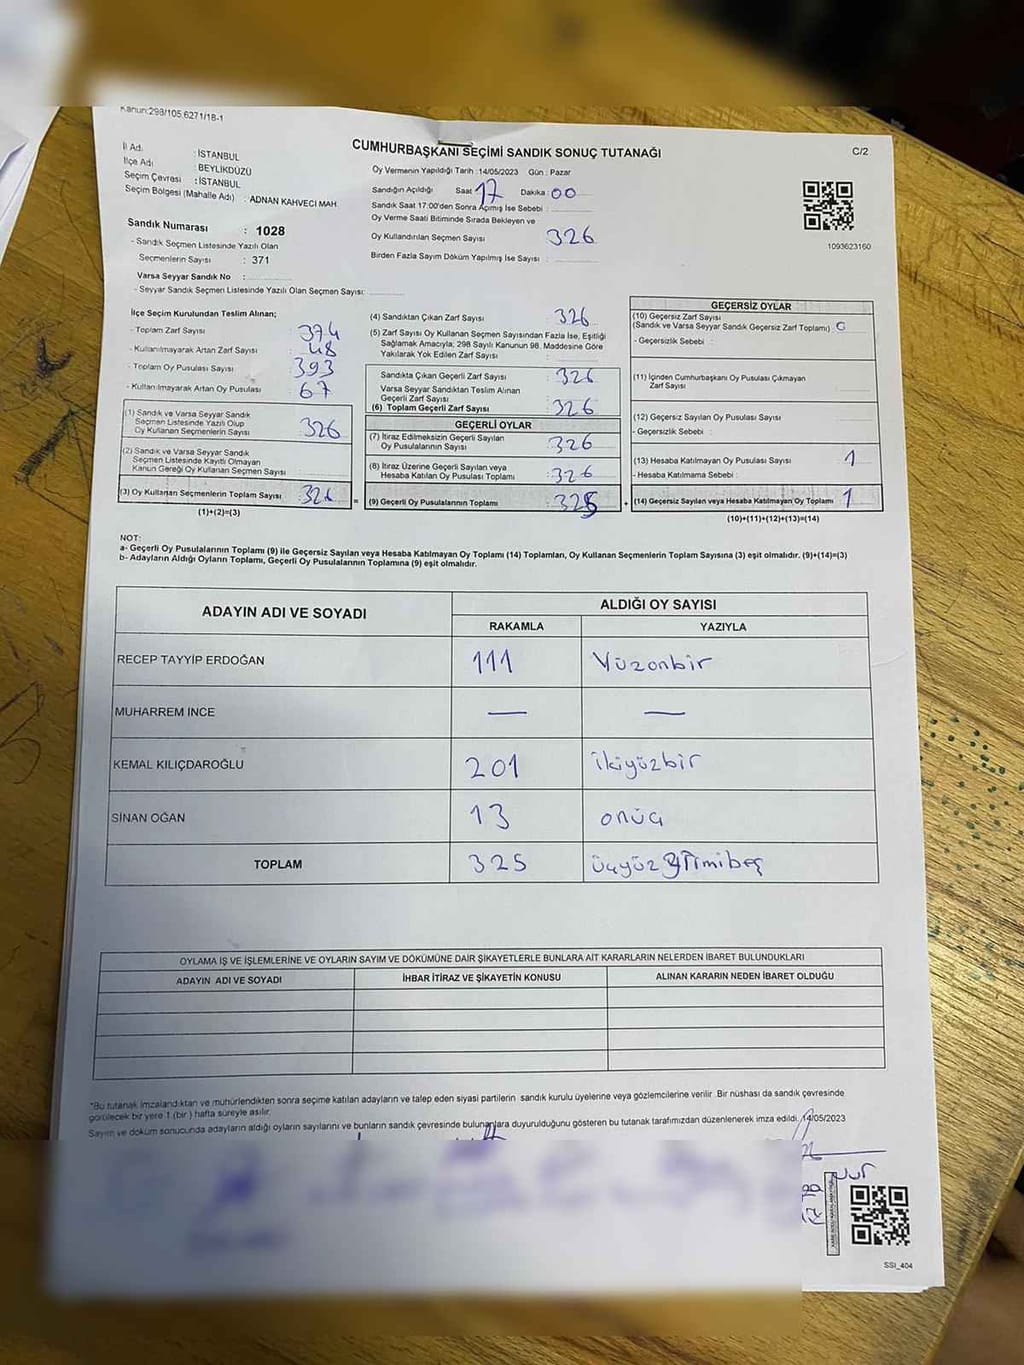 Kanun:298/105,6271/18-1
CUMHURBAŞKANI SEÇİMİ SANDIK SONUÇ TUTANAĞI
C/2
İl Adı : İSTANBUL
İlçe Adı : BEYLİKDÜZÜ
Seçim Çevresi : İSTANBUL
Seçim Bölgesi (Mahalle Adı) : ADNAN KAHVECİ MAH.
Sandık Numarası : 1028
- Sandık Seçmen Listesinde Yazılı Olan
Seçmenlerin Sayısı : 371
Varsa Seyyar Sandık No :
- Seyyar Sandık Seçmen Listesinde Yazılı Olan Seçmen Sayısı:
Oy Vermenin Yapıldığı Tarih :14/05/2023 Gün : Pazar
Sandığın Açıldığı Saat 17 Dakika : 00
Sandık Saat 17:00'den Sonra Açılmış İse Sebebi :
Oy Verme Saati Bitiminde Sırada Bekleyen ve
Oy Kullandırılan Seçmen Sayısı 326
Birden Fazla Sayım Döküm Yapılmış İse Sayısı :
1093623160
İlçe Seçim Kurulundan Teslim Alınan;
- Toplam Zarf Sayısı : 374
- Kullanılmayarak Artan Zarf Sayısı : 48
- Toplam Oy Pusulası Sayısı : 393
- Kullanılmayarak Artan Oy Pusulası : 67
(1) Sandık ve Varsa Seyyar Sandık
Seçmen Listesinde Yazılı Olup
Oy Kullanan Seçmenlerin Sayısı : 326
(2) Sandık ve Varsa Seyyar Sandık
Seçmen Listesinde Kayıtlı Olmayan
Kanun Gereği Oy Kullanan Seçmen Sayısı :
(3) Oy Kullanan Seçmenlerin Toplam Sayısı : 326 =
(1)+(2)=(3)
(4) Sandıktan Çıkan Zarf Sayısı : 326
(5) Zarf Sayısı Oy Kullanan Seçmen Sayısından Fazla İse, Eşitliği
Sağlamak Amacıyla, 298 Sayılı Kanunun 98. Maddesine Göre
Yakılarak Yok Edilen Zarf Sayısı :
Sandıkta Çıkan Geçerli Zarf Sayısı : 326
Varsa Seyyar Sandıktan Teslim Alınan
Geçerli Zarf Sayısı :
(6) Toplam Geçerli Zarf Sayısı : 326
GEÇERLİ OYLAR
(7) İtiraz Edilmeksizin Geçerli Sayılan
Oy Pusulalarının Sayısı : 326
(8) İtiraz Üzerine Geçerli Sayılan veya
Hesaba Katılan Oy Pusulaları Toplamı : 326
(9) Geçerli Oy Pusulalarının Toplamı : 325 +
GEÇERSİZ OYLAR
(10) Geçersiz Zarf Sayısı
(Sandık ve Varsa Seyyar Sandık Geçersiz Zarf Toplamı) :
- Geçersizlik Sebebi :
(11) İçinden Cumhurbaşkanı Oy Pusulası Çıkmayan
Zarf Sayısı
(12) Geçersiz Sayılan Oy Pusulası Sayısı
- Geçersizlik Sebebi :
(13) Hesaba Katılmayan Oy Pusulası Sayısı 1
- Hesaba Katılmama Sebebi :
(14) Geçersiz Sayılan veya Hesaba Katılmayan Oy Toplamı 1
(10)+(11)+(12)+(13)=(14)
NOT:
a- Geçerli Oy Pusulalarının Toplamı (9) ile Geçersiz Sayılan veya Hesaba Katılmayan Oy Toplamı (14) Toplamları, Oy Kullanan Seçmenlerin Toplam Sayısına (3) eşit olmalıdır. (9)+(14)=(3)
b- Adayların Aldığı Oyların Toplamı, Geçerli Oy Pusulalarının Toplamına (9) eşit olmalıdır.
ADAYIN ADI VE SOYADI
ALDIĞI OY SAYISI
RAKAMLA YAZIYLA
RECEP TAYYİP ERDOĞAN 111 Yüzonbir
MUHARREM İNCE — —
KEMAL KILIÇDAROĞLU 201 ikiyüzbir
SİNAN OĞAN 13 onüç
TOPLAM 325 üçyüzyirmibeş
OYLAMA İŞ VE İŞLEMLERİNE VE OYLARIN SAYIM VE DÖKÜMÜNE DAİR ŞİKAYETLERLE BUNLARA AİT KARARLARIN NELERDEN İBARET BULUNDUKLARI
ADAYIN ADI VE SOYADI İHBAR İTİRAZ VE ŞİKAYETİN KONUSU ALINAN KARARIN NEDEN İBARET OLDUĞU
*Bu tutanak imzalandıktan ve mühürlendikten sonra seçime katılan adayların ve talep eden siyasi partilerin sandık kurulu üyelerine veya gözlemcilerine verilir. Bir nüshası da sandık çevresinde
görülecek bir yere 1 (bir) hafta süreyle asılır.
Sayım ve döküm sonucunda adayların aldığı oyların sayılarını ve bunların sandık çevresinde bulunanlara duyurulduğunu gösteren bu tutanak tarafımızdan düzenlenerek imza edildi. 14/05/2023
SSI_404